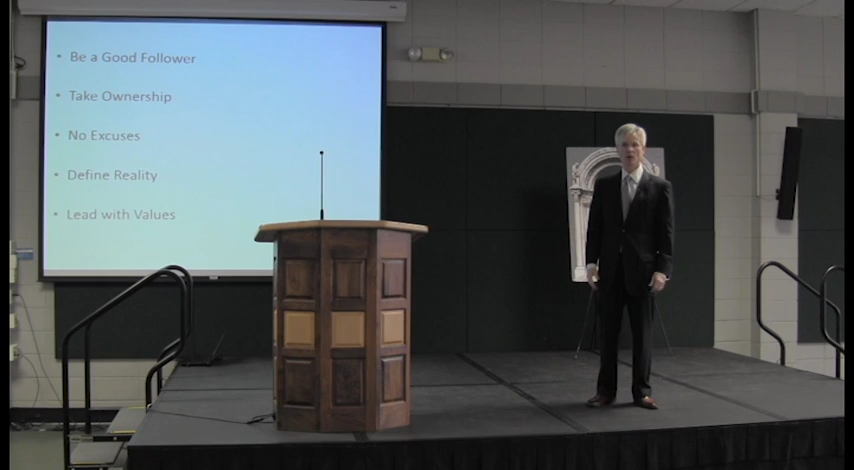 • Be a Good Follower
• Take Ownership
• No Excuses
• Define Reality
• Lead with Values